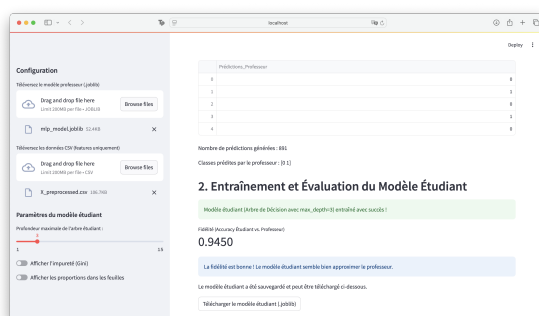 localhost
Deploy
Configuration
Téléversez le modèle professeur (.joblib)
Drag and drop file here
Limit 200MB per file • JOBLIB
Browse files
mlp_model.joblib 52.4KB
Téléversez les données CSV (features uniquement)
Drag and drop file here
Limit 200MB per file • CSV
Browse files
X_preprocessed.csv 106.7KB
Paramètres du modèle étudiant
Profondeur maximale de l'arbre étudiant :
3
1 15
Afficher l'impureté (Gini)
Afficher les proportions dans les feuilles
Prédictions_Professeur
0 0
1 1
2 0
3 1
4 0
Nombre de prédictions générées : 891
Classes prédites par le professeur : [0 1]
2. Entraînement et Évaluation du Modèle Étudiant
Modèle étudiant (Arbre de Décision avec max_depth=3) entraîné avec succès !
Fidélité (Accuracy Étudiant vs. Professeur)
0.9450
La fidélité est bonne ! Le modèle étudiant semble bien approximer le professeur.
Le modèle étudiant a été sauvegardé et peut être téléchargé ci-dessous.
Télécharger le modèle étudiant (.joblib)